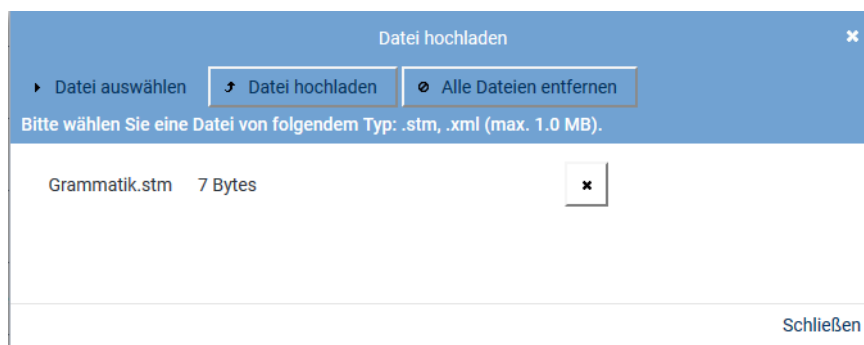 Datei hochladen
Datei auswählen Datei hochladen Alle Dateien entfernen
Bitte wählen Sie eine Datei von folgendem Typ: .stm, .xml (max. 1.0 MB).
Grammatik.stm 7 Bytes
Schließen